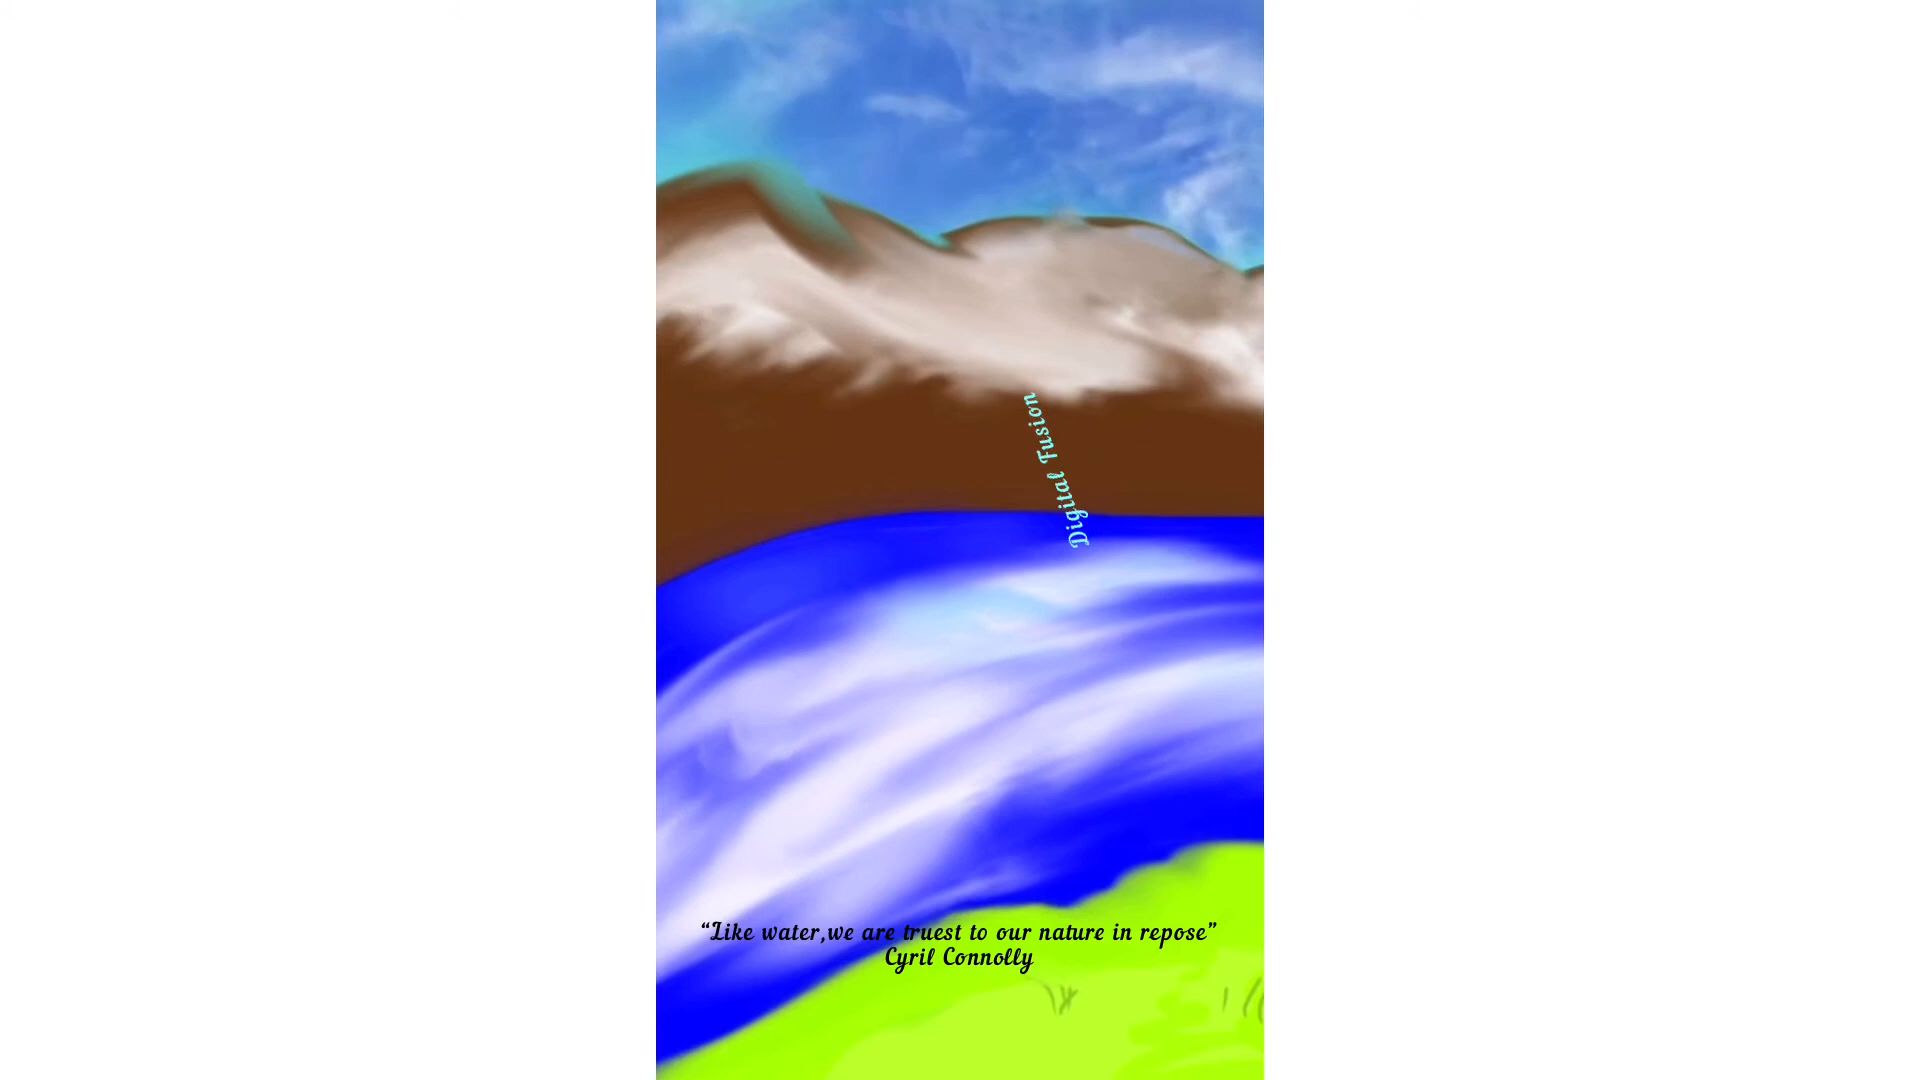 Digital Fusion
“Like water,we are truest to our nature in repose”
Cyril Connolly